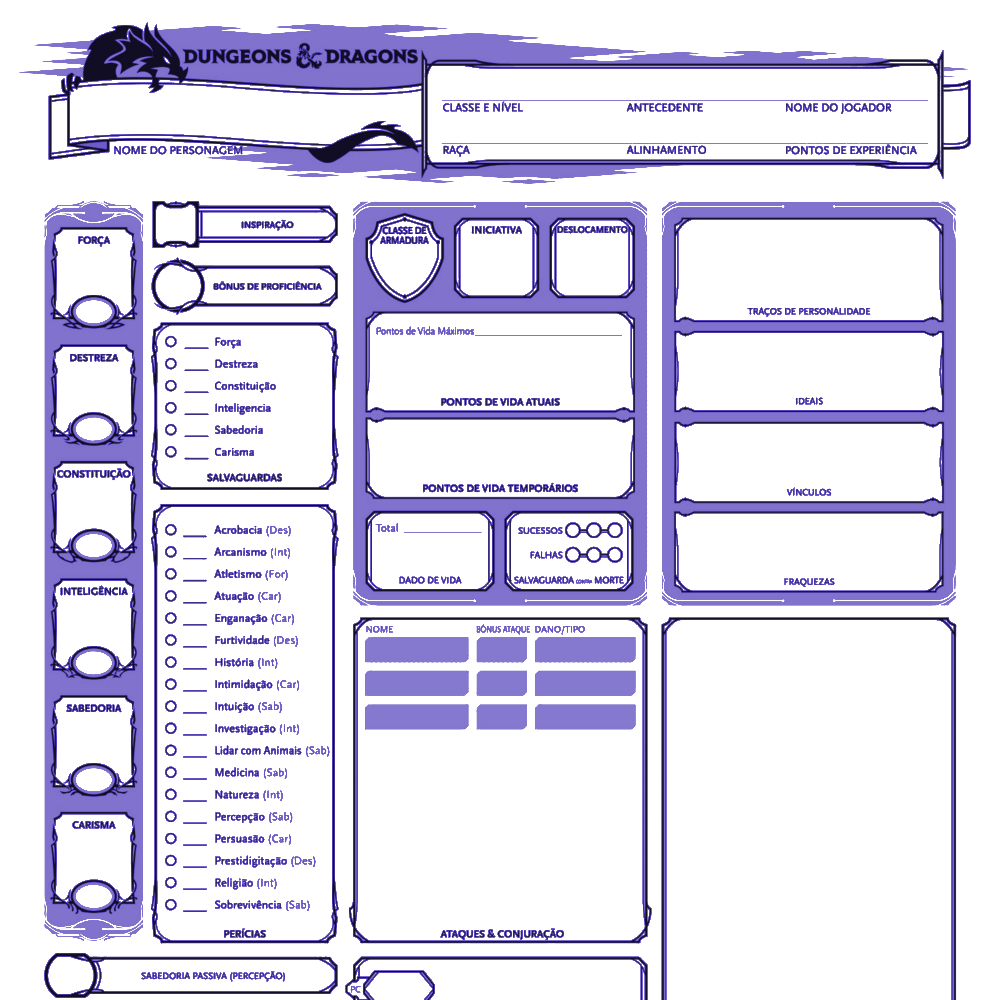 DUNGEONS & DRAGONS
CLASSE E NÍVEL
ANTECEDENTE
NOME DO JOGADOR
NOME DO PERSONAGEM
RAÇA
ALINHAMENTO
PONTOS DE EXPERIÊNCIA
FORÇA
DESTREZA
CONSTITUIÇÃO
INTELIGÊNCIA
SABEDORIA
CARISMA
INSPIRAÇÃO
BÔNUS DE PROFICIÊNCIA
Força
Destreza
Constituição
Inteligencia
Sabedoria
Carisma
SALVAGUARDAS
Acrobacia (Des)
Arcanismo (Int)
Atletismo (For)
Atuação (Car)
Enganação (Car)
Furtividade (Des)
História (Int)
Intimidação (Car)
Intuição (Sab)
Investigação (Int)
Lidar com Animais (Sab)
Medicina (Sab)
Natureza (Int)
Percepção (Sab)
Persuasão (Car)
Prestidigitação (Des)
Religião (Int)
Sobrevivência (Sab)
PERÍCIAS
SABEDORIA PASSIVA (PERCEPÇÃO)
CLASSE DE
ARMADURA
INICIATIVA
DESLOCAMENTO
Pontos de Vida Máximos
PONTOS DE VIDA ATUAIS
PONTOS DE VIDA TEMPORÁRIOS
Total
DADO DE VIDA
SUCESSOS
FALHAS
SALVAGUARDA CONTRA MORTE
NOME
BÔNUS ATAQUE
DANO/TIPO
ATAQUES & CONJURAÇÃO
PC
TRAÇOS DE PERSONALIDADE
IDEAIS
VÍNCULOS
FRAQUEZAS